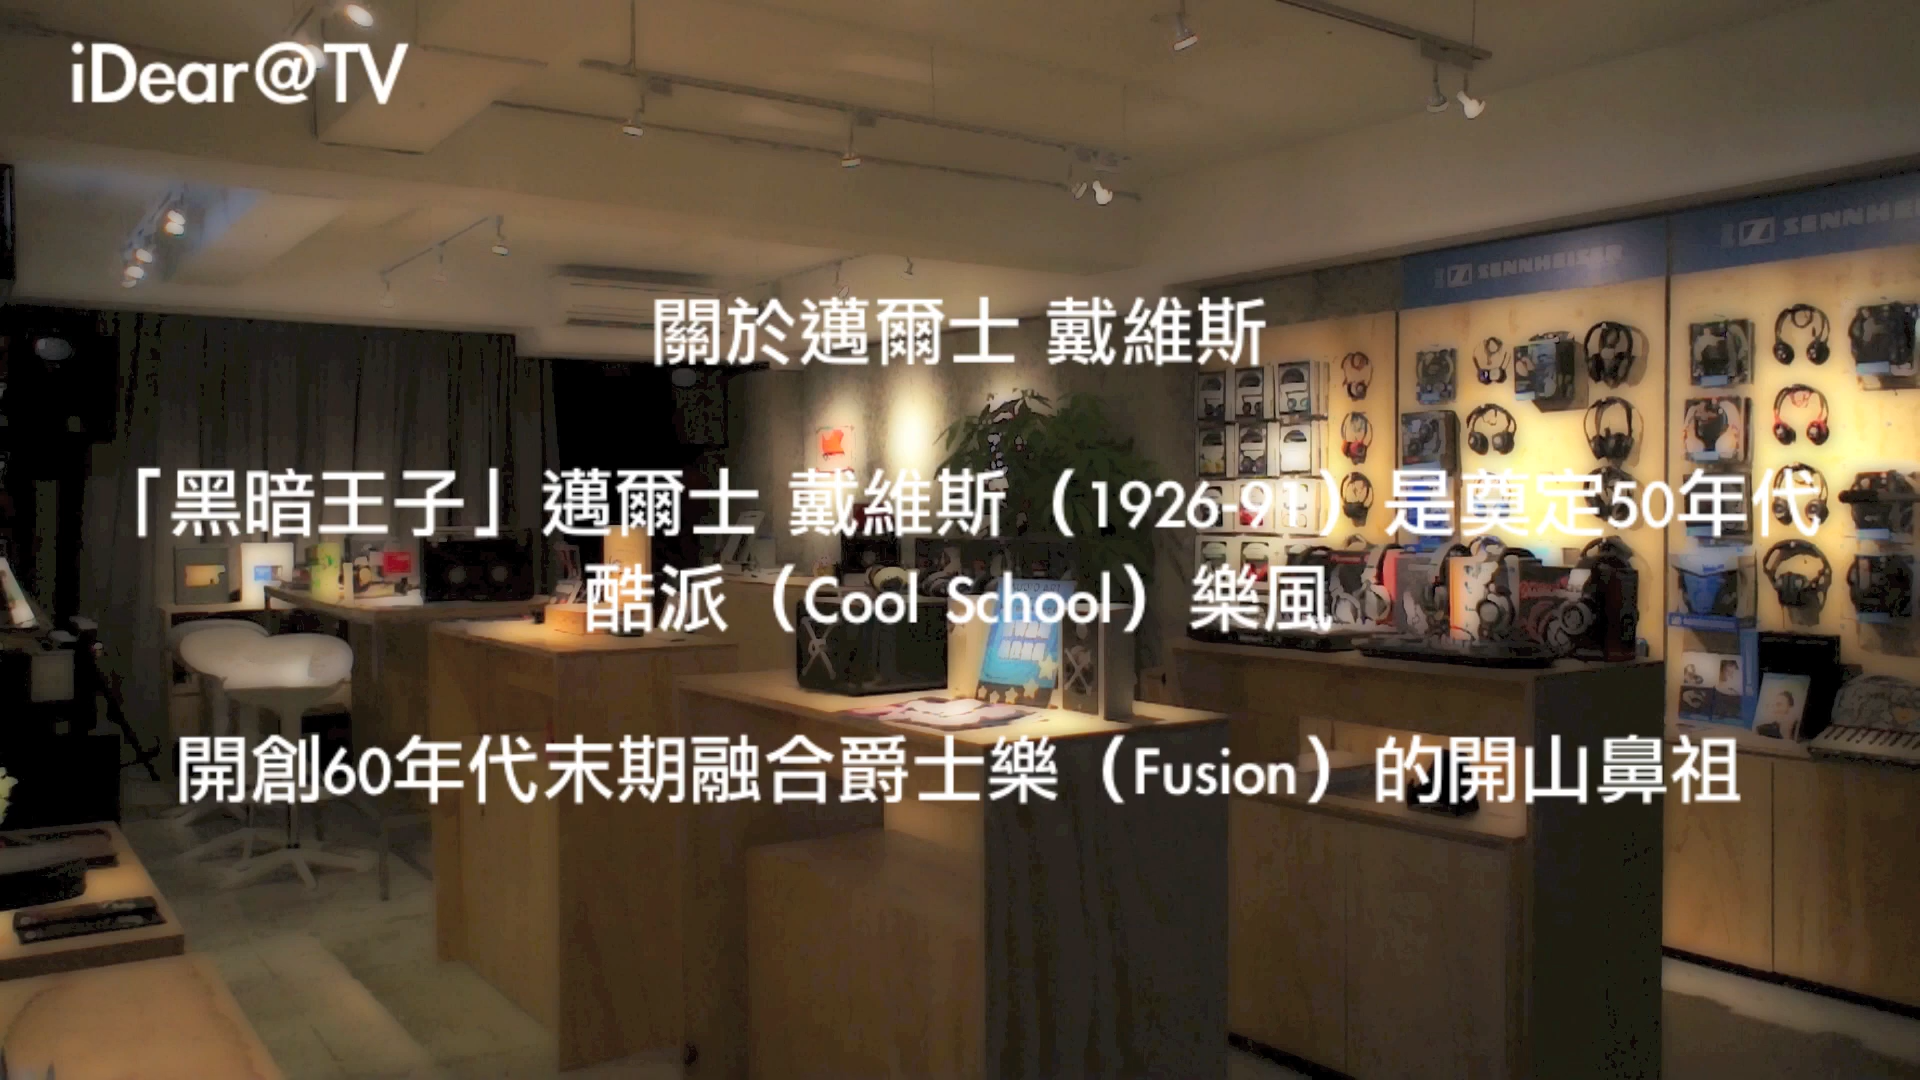 iDear@TV
SENNHEISER
關於邁爾士 戴維斯
「黑暗王子」邁爾士 戴維斯（1926-91）是奠定50年代
酷派（Cool School）樂風
開創60年代末期融合爵士樂（Fusion）的開山鼻祖